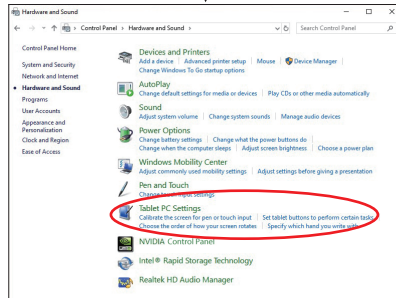 Hardware and Sound
Control Panel › Hardware and Sound ›
Search Control Panel
Control Panel Home
System and Security
Network and Internet
Hardware and Sound
Programs
User Accounts
Appearance and
Personalization
Clock and Region
Ease of Access
Devices and Printers
Add a device | Advanced printer setup | Mouse | Device Manager |
Change Windows To Go startup options
AutoPlay
Change default settings for media or devices | Play CDs or other media automatically
Sound
Adjust system volume | Change system sounds | Manage audio devices
Power Options
Change battery settings | Change what the power buttons do |
Change when the computer sleeps | Adjust screen brightness | Choose a power plan
Windows Mobility Center
Adjust commonly used mobility settings | Adjust settings before giving a presentation
Pen and Touch
Change touch input settings
Tablet PC Settings
Calibrate the screen for pen or touch input | Set tablet buttons to perform certain tasks
Choose the order of how your screen rotates | Specify which hand you write with
NVIDIA Control Panel
Intel® Rapid Storage Technology
Realtek HD Audio Manager